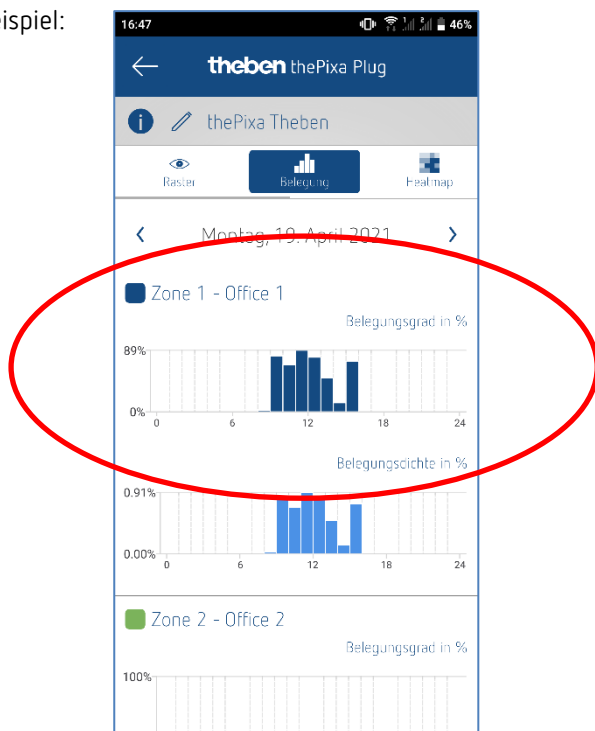 eispiel:
16:47 46%
theben thePixa Plug
thePixa Theben
Raster Belegung Heatmap
Montag, 19. April 2021
Zone 1 - Office 1
Belegungsgrad in %
89%
0%
0 6 12 18 24
Belegungsdichte in %
0.91%
0.00%
0 6 12 18 24
Zone 2 - Office 2
Belegungsgrad in %
100%